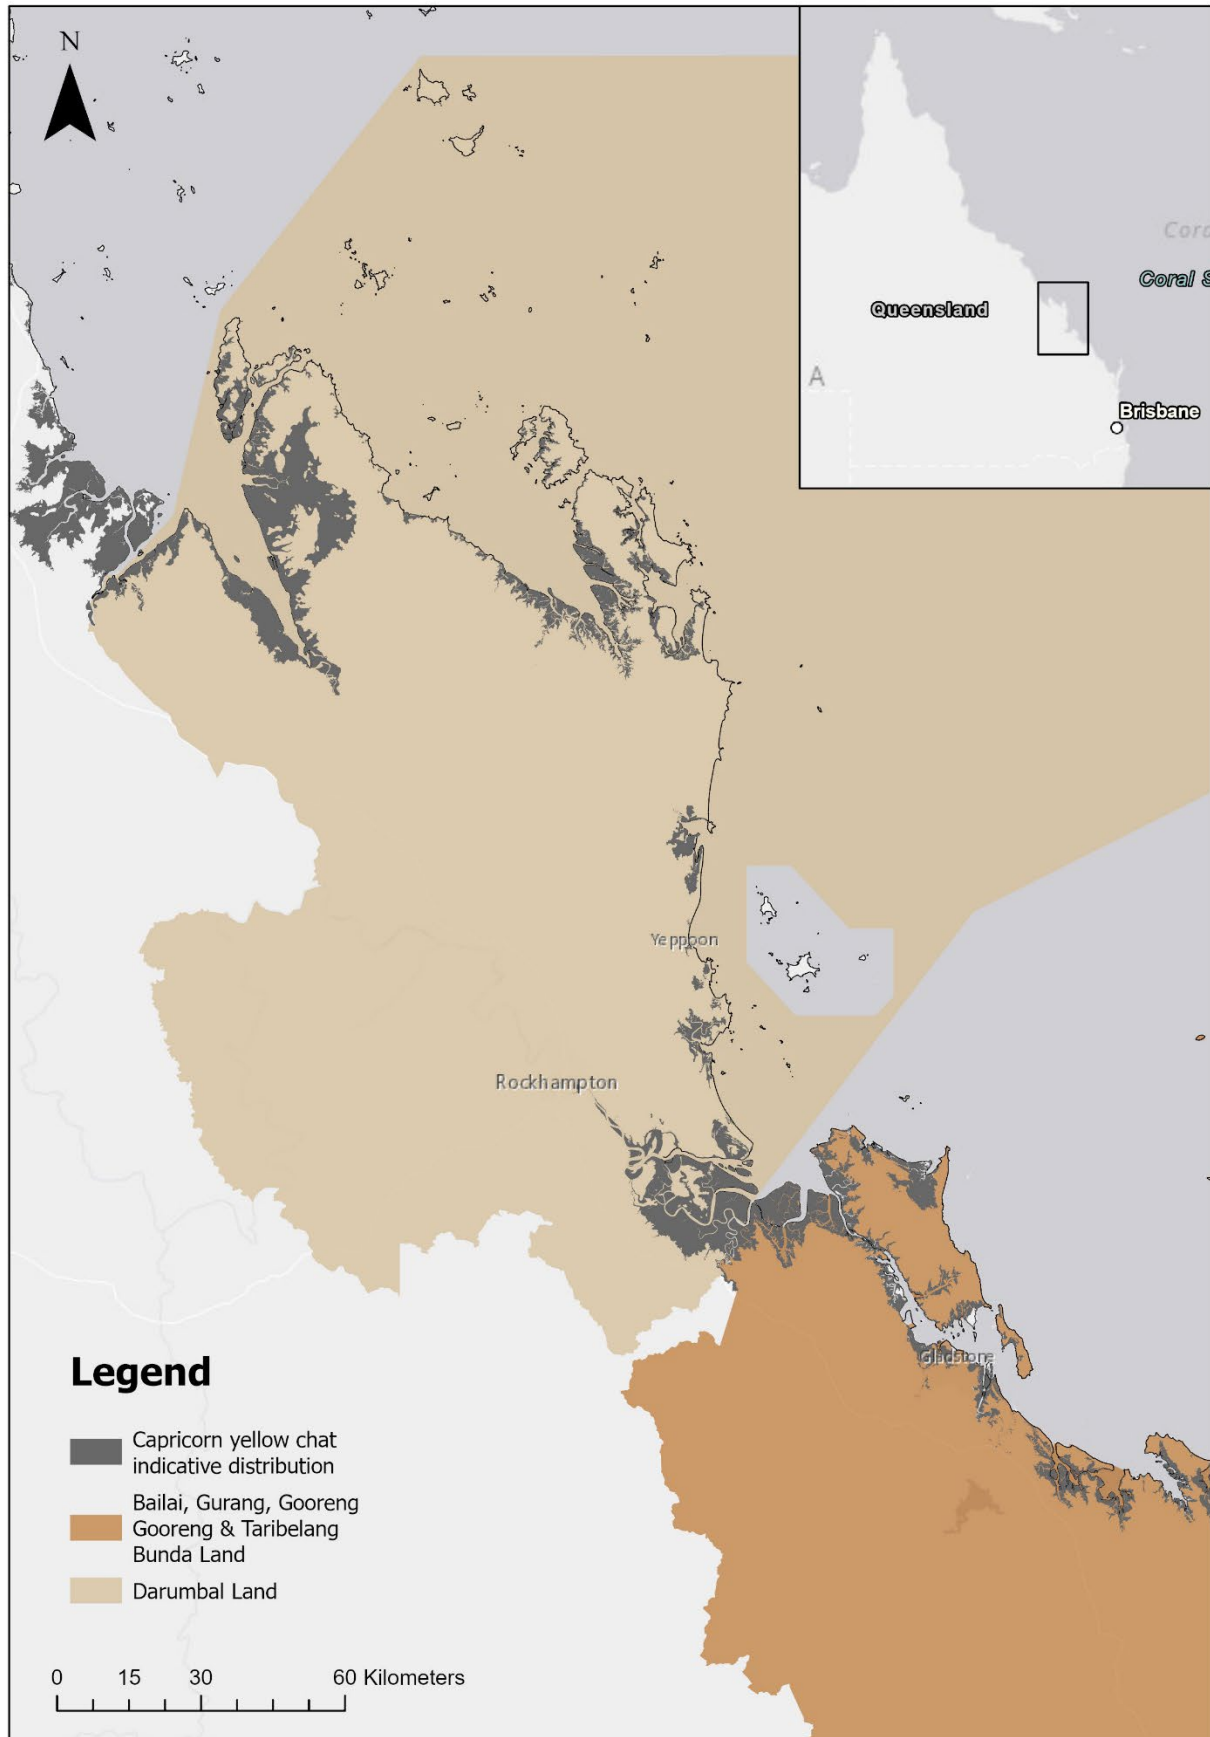 N
Cora
Coral S
Queensland
A
Brisbane
Yeppoon
Rockhampton
Gladstone
Legend
Capricorn yellow chat
indicative distribution
Bailai, Gurang, Gooreng
Gooreng & Taribelang
Bunda Land
Darumbal Land
0 15 30 60 Kilometers